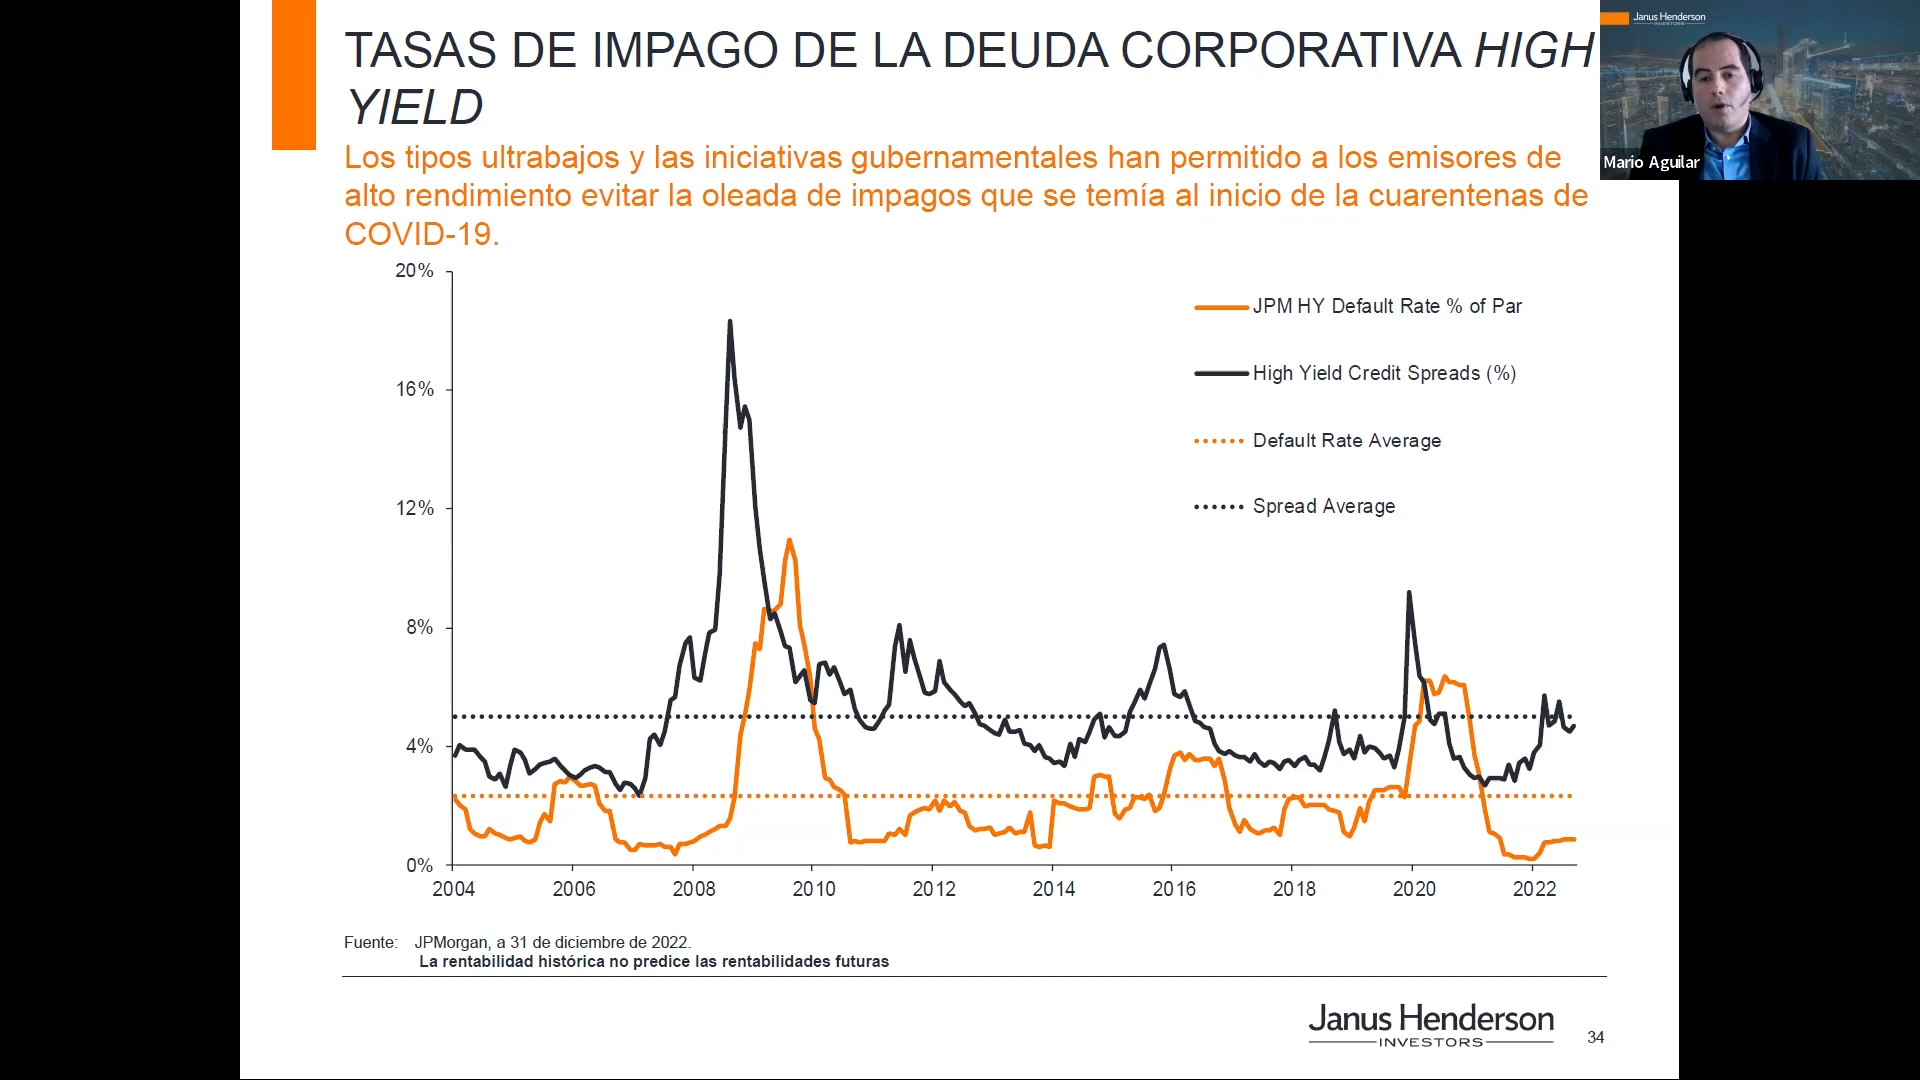 TASAS DE IMPAGO DE LA DEUDA CORPORATIVA HIGH
YIELD
Los tipos ultrabajos y las iniciativas gubernamentales han permitido a los emisores de
alto rendimiento evitar la oleada de impagos que se temía al inicio de la cuarentenas de
COVID-19.
Janus Henderson
INVESTORS
Mario Aguilar
20%
16%
12%
8%
4%
0%
JPM HY Default Rate % of Par
High Yield Credit Spreads (%)
Default Rate Average
Spread Average
2004 2006 2008 2010 2012 2014 2016 2018 2020 2022
Fuente: JPMorgan, a 31 de diciembre de 2022.
La rentabilidad histórica no predice las rentabilidades futuras
Janus Henderson
INVESTORS
34